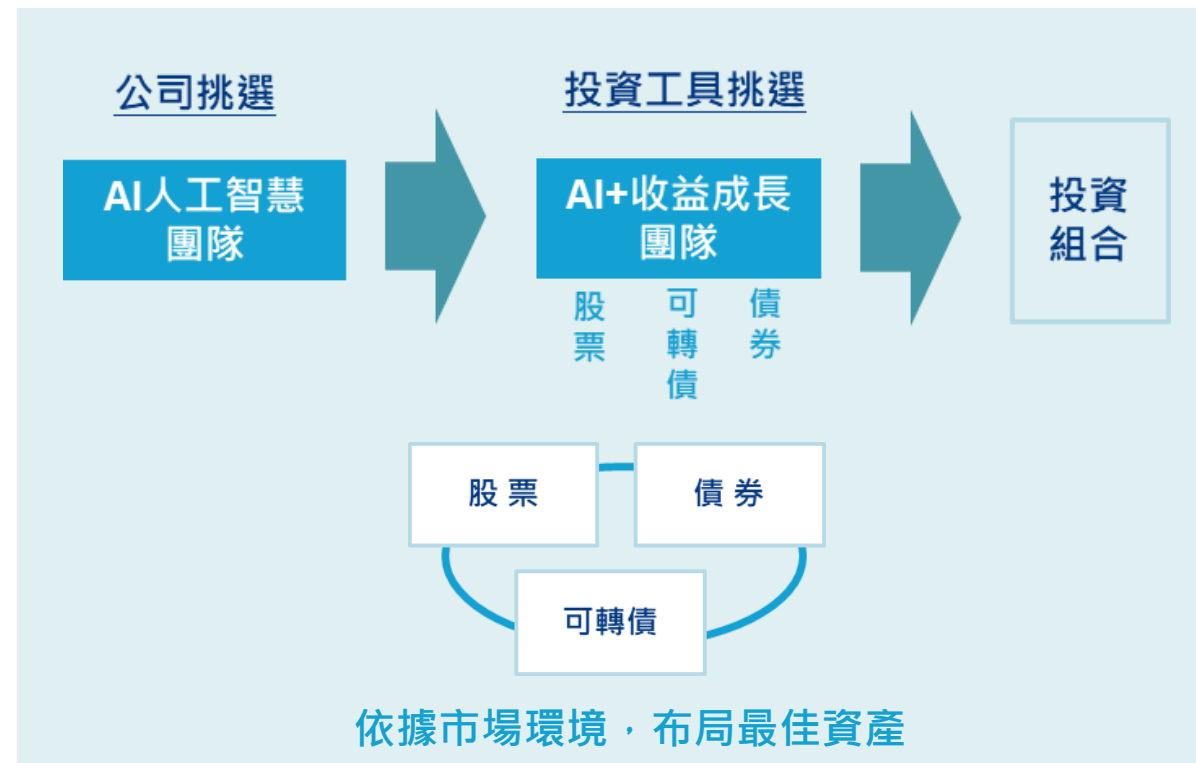 公司挑選
投資工具挑選
AI人工智慧
團隊
AI+收益成長
團隊
投資
組合
股票
可轉債
債券
股 票
債 券
可轉債
依據市場環境，布局最佳資產